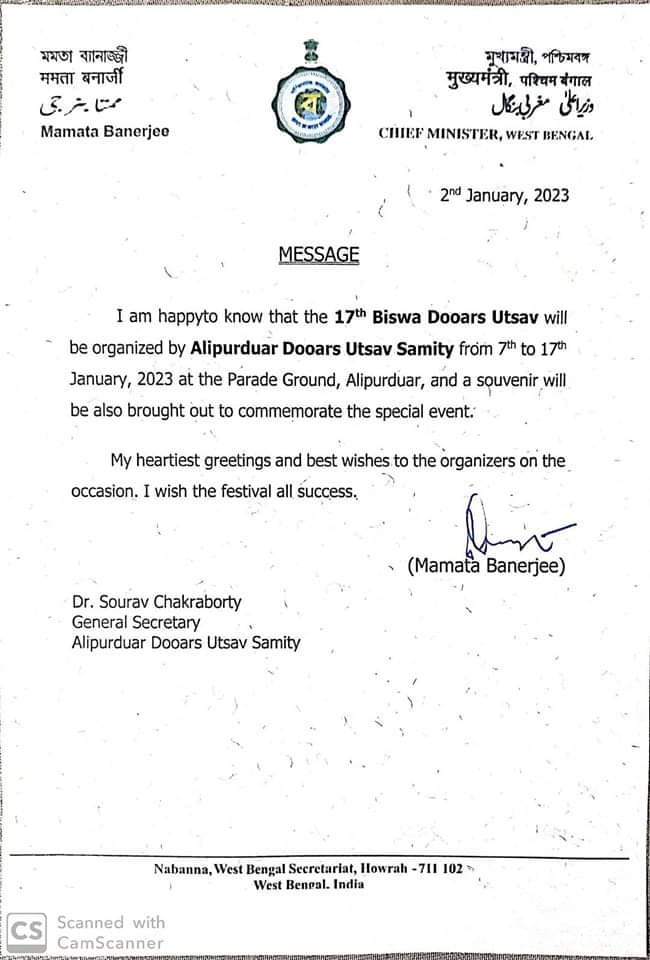 মমতা ব্যানার্জ্জী
ममता बनार्जी
ممتا بنرجی
Mamata Banerjee
মুখ্যমন্ত্রী, পশ্চিমবঙ্গ
मुख्यमंत्री, पश्चिम बंगाल
وزیر اعلیٰ مغربی بنگال
CHIEF MINISTER, WEST BENGAL
2nd January, 2023
MESSAGE
I am happyto know that the 17th Biswa Dooars Utsav will
be organized by Alipurduar Dooars Utsav Samity from 7th to 17th
January, 2023 at the Parade Ground, Alipurduar, and a souvenir will
be also brought out to commemorate the special event.
My heartiest greetings and best wishes to the organizers on the
occasion. I wish the festival all success.
(Mamata Banerjee)
Dr. Sourav Chakraborty
General Secretary
Alipurduar Dooars Utsav Samity
Nabanna, West Bengal Secretariat, Howrah - 711 102
West Bengal, India
CS Scanned with
CamScanner